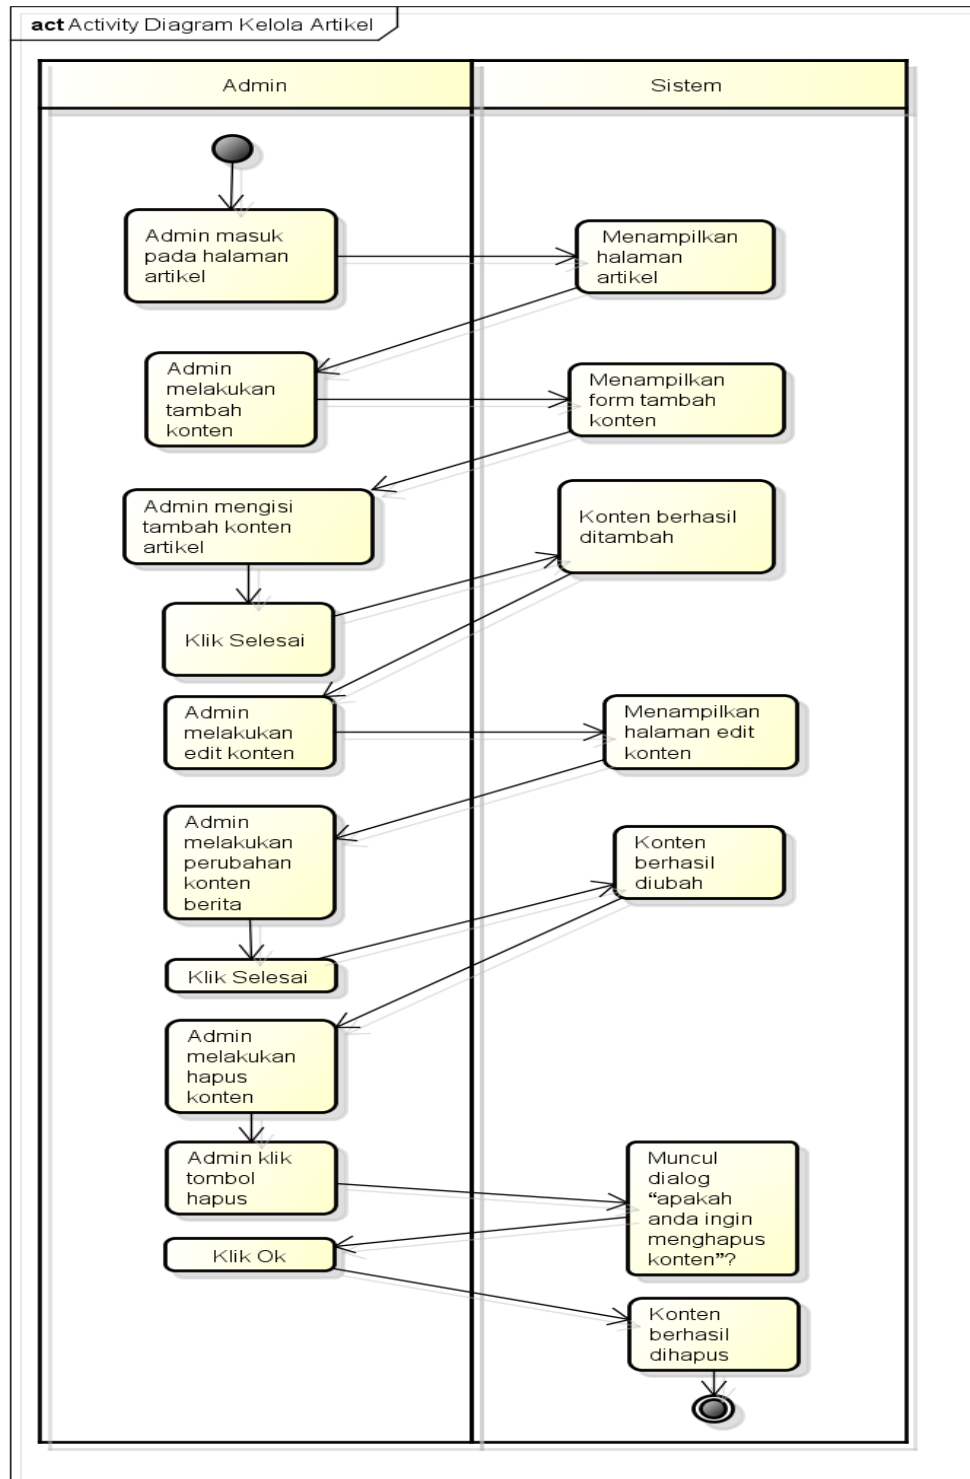 act Activity Diagram Kelola Artikel
Admin
Sistem
Admin masuk
pada halaman
artikel
Menampilkan
halaman
artikel
Admin
melakukan
tambah
konten
Menampilkan
form tambah
konten
Admin mengisi
tambah konten
artikel
Konten berhasil
ditambah
Klik Selesai
Admin
melakukan
edit konten
Menampilkan
halaman edit
konten
Admin
melakukan
perubahan
konten
berita
Konten
berhasil
diubah
Klik Selesai
Admin
melakukan
hapus
konten
Admin klik
tombol
hapus
Muncul
dialog
“apakah
anda ingin
menghapus
konten”?
Klik Ok
Konten
berhasil
dihapus